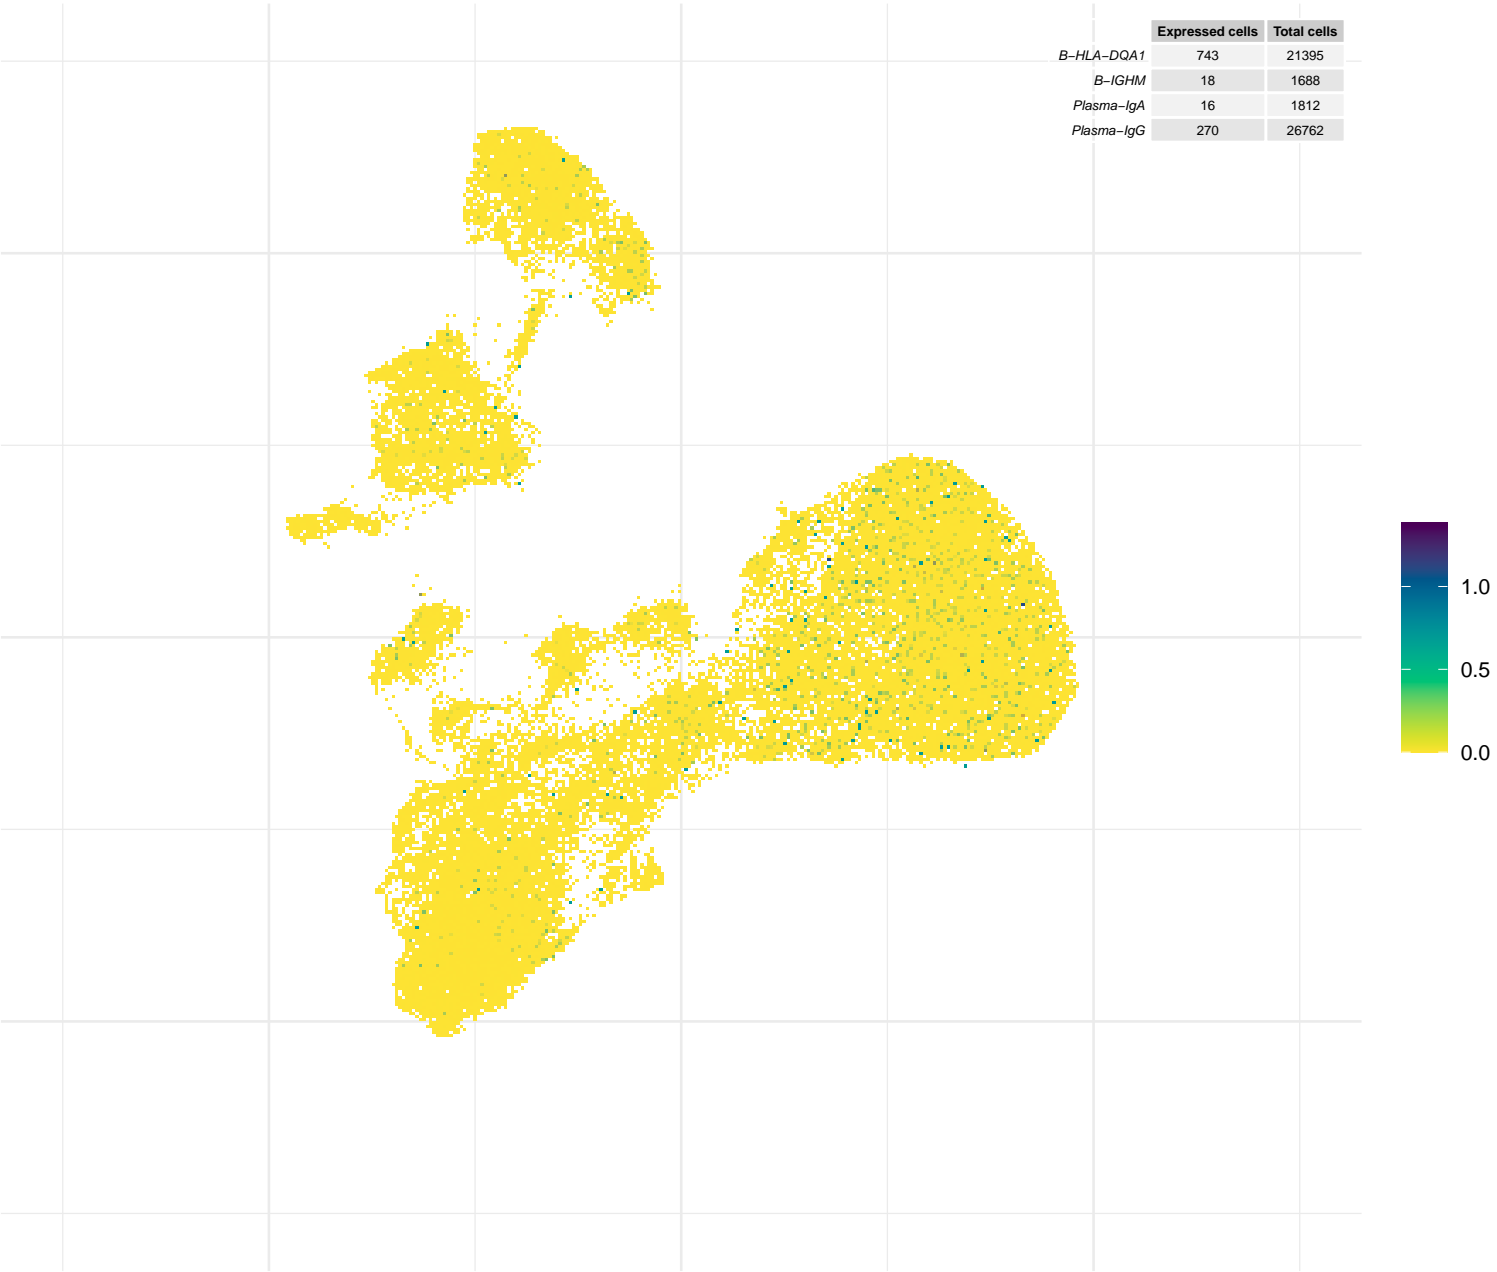 Expressed cells Total cells
B−HLA−DQA1 743 21395
B−IGHM 18 1688
Plasma−IgA 16 1812
Plasma−IgG 270 26762
1.0
0.5
0.0